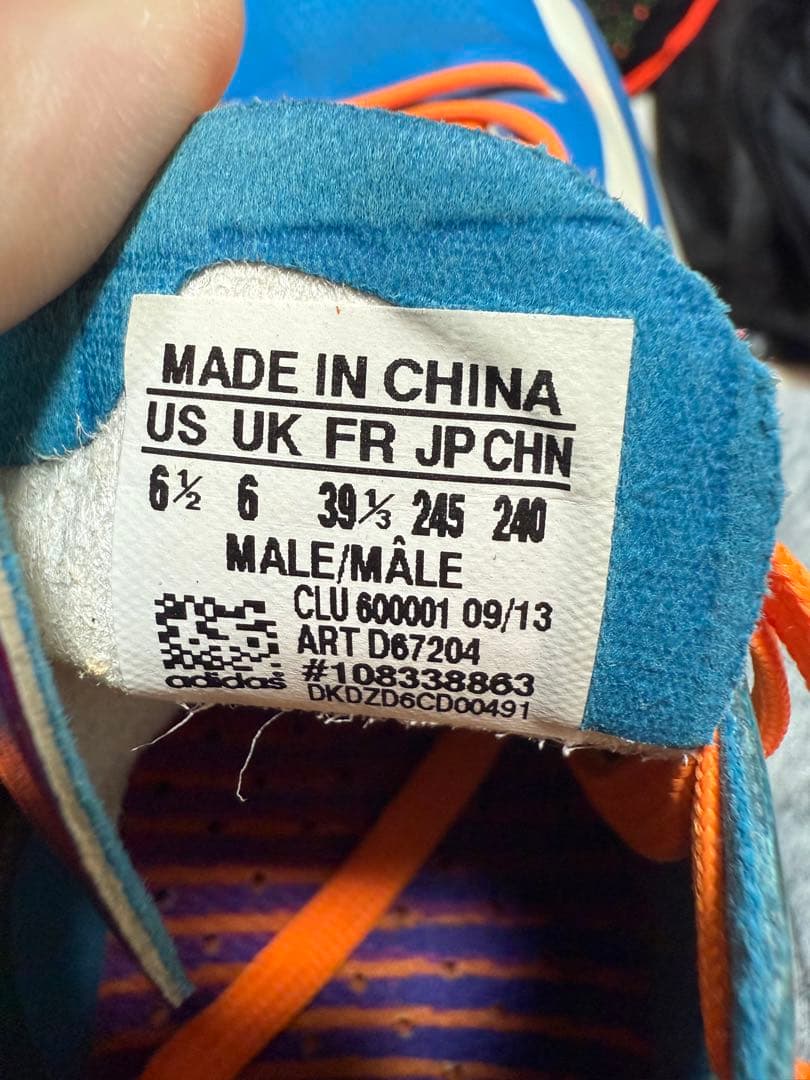 MADE IN CHINA
US UK FR JP CHN
6½ 6 39⅓ 245 240
MALE/MÂLE
CLU 600001 09/13
ART D67204
#108338863
adidas
DKDZD6CD00491